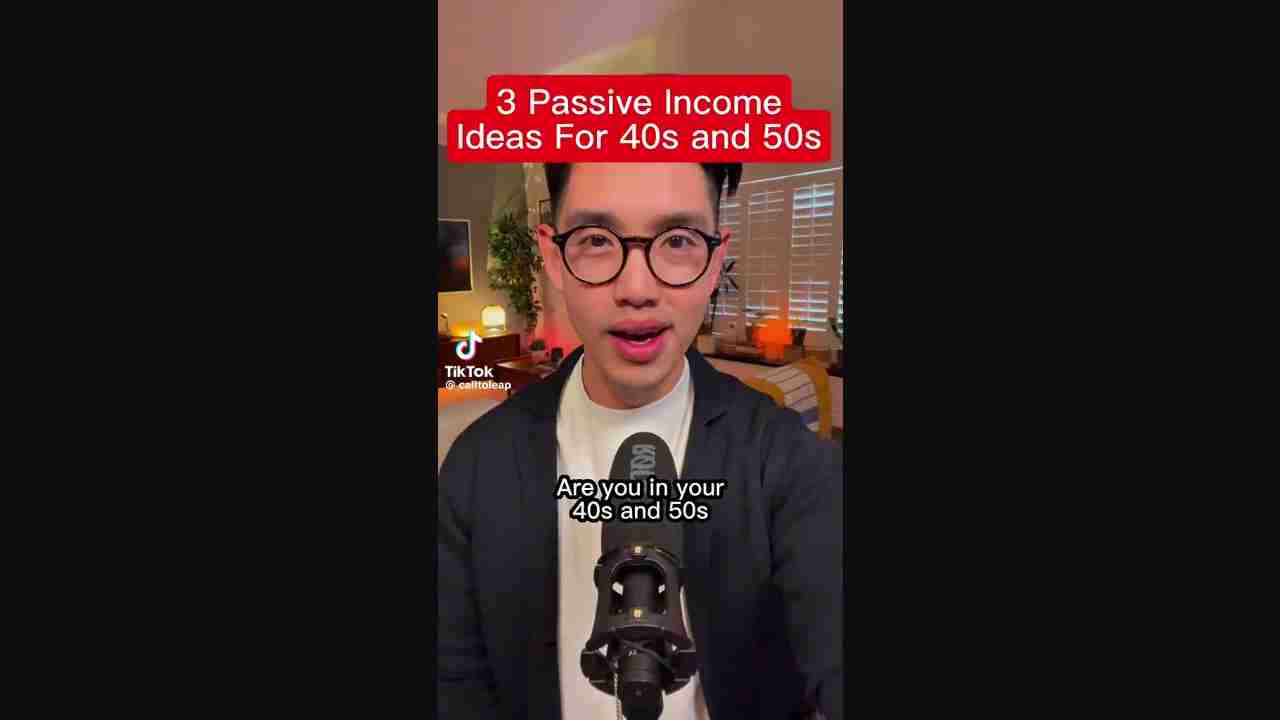 3 Passive Income
Ideas For 40s and 50s
TikTok
@calltoleap
Are you in your
40s and 50s